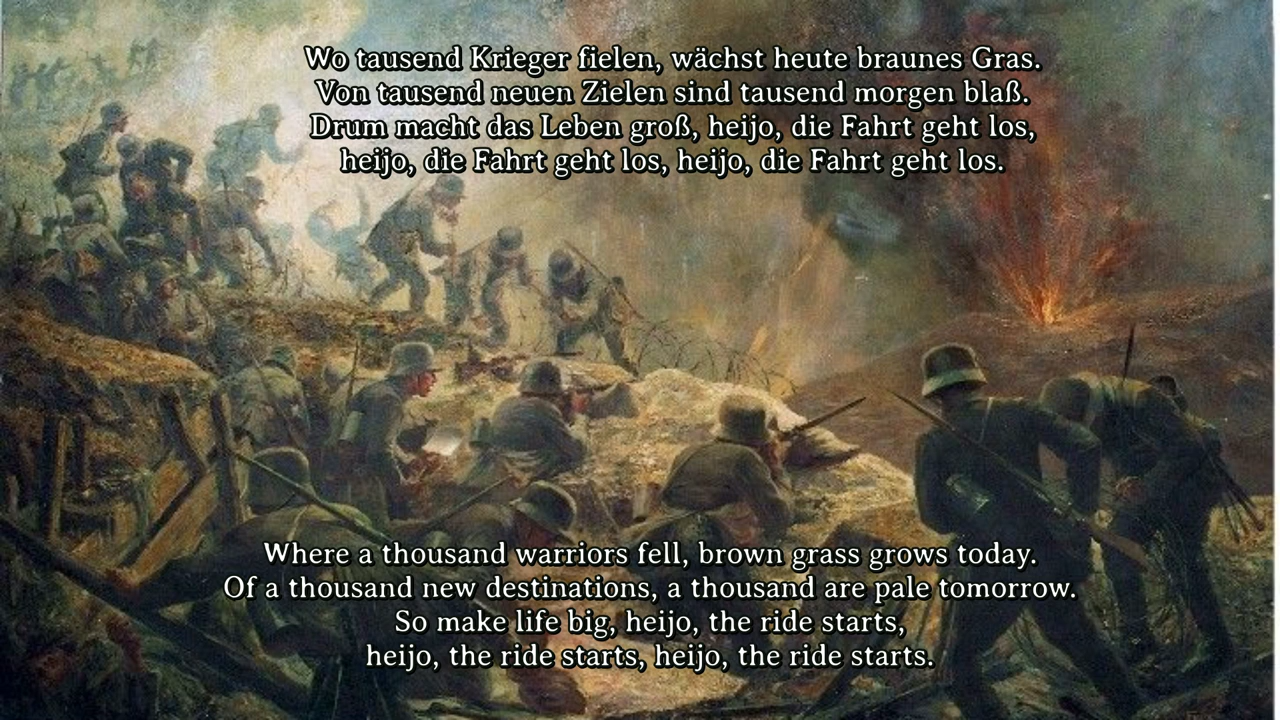 Wo tausend Krieger fielen, wächst heute braunes Gras.
Von tausend neuen Zielen sind tausend morgen blaß.
Drum macht das Leben groß, heijo, die Fahrt geht los,
heijo, die Fahrt geht los, heijo, die Fahrt geht los.
Where a thousand warriors fell, brown grass grows today.
Of a thousand new destinations, a thousand are pale tomorrow.
So make life big, heijo, the ride starts,
heijo, the ride starts, heijo, the ride starts.